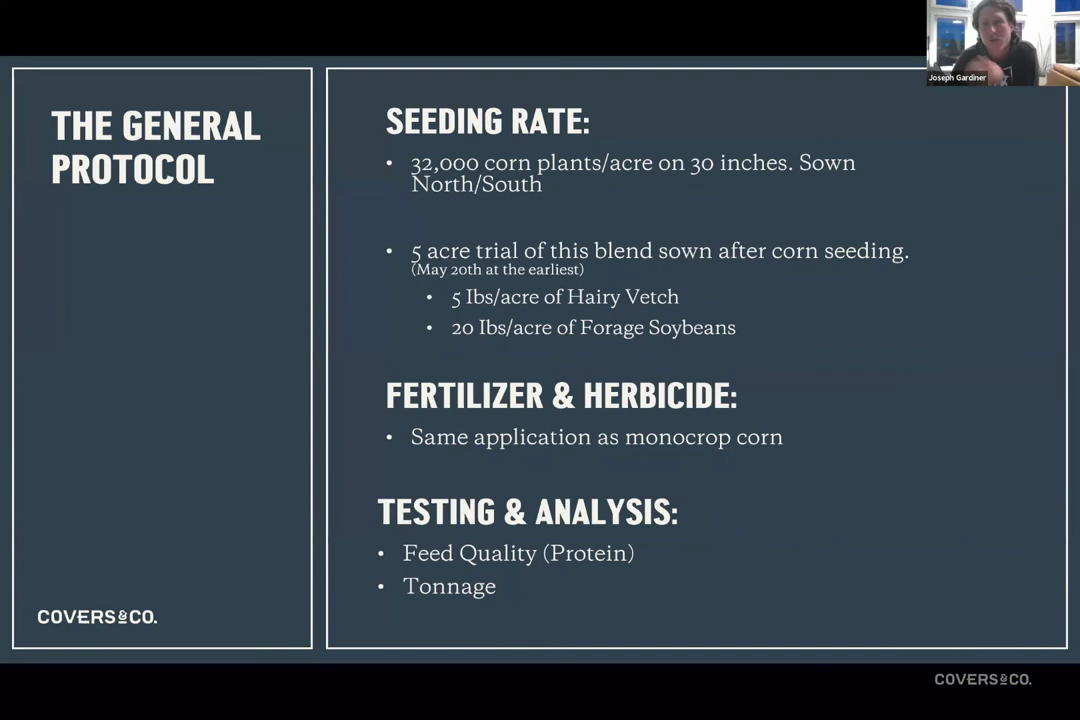 THE GENERAL
PROTOCOL
SEEDING RATE:
• 32,000 corn plants/acre on 30 inches. Sown
North/South
• 5 acre trial of this blend sown after corn seeding.
(May 20th at the earliest)
• 5 Ibs/acre of Hairy Vetch
• 20 Ibs/acre of Forage Soybeans
FERTILIZER & HERBICIDE:
• Same application as monocrop corn
TESTING & ANALYSIS:
• Feed Quality (Protein)
• Tonnage
COVERS&CO.
Joseph Gardiner
COVERS&CO.